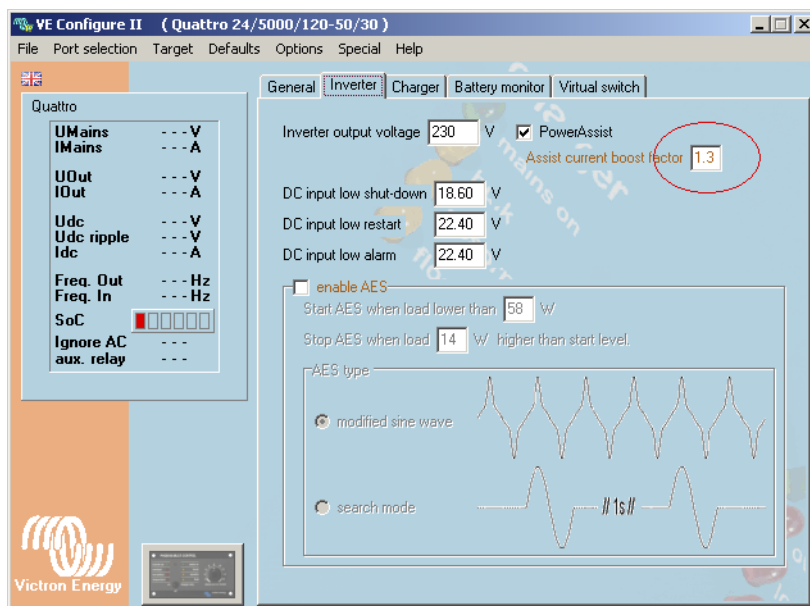 VE Configure II ( Quattro 24/5000/120-50/30 )
File Port selection Target Defaults Options Special Help
General Inverter Charger Battery monitor Virtual switch
Quattro
UMains - - - V
IMains - - - A
UOut - - - V
IOut - - - A
Udc - - - V
Udc ripple - - - V
Idc - - - A
Freq. Out - - - Hz
Freq. In - - - Hz
SoC
Ignore AC - - -
aux. relay - - -
Inverter output voltage 230 V PowerAssist
Assist current boost factor 1.3
DC input low shut-down 18.60 V
DC input low restart 22.40 V
DC input low alarm 22.40 V
enable AES
Start AES when load lower than 58 W
Stop AES when load 14 W higher than start level.
AES type
modified sine wave
search mode // 1s //
mains on
Victron Energy